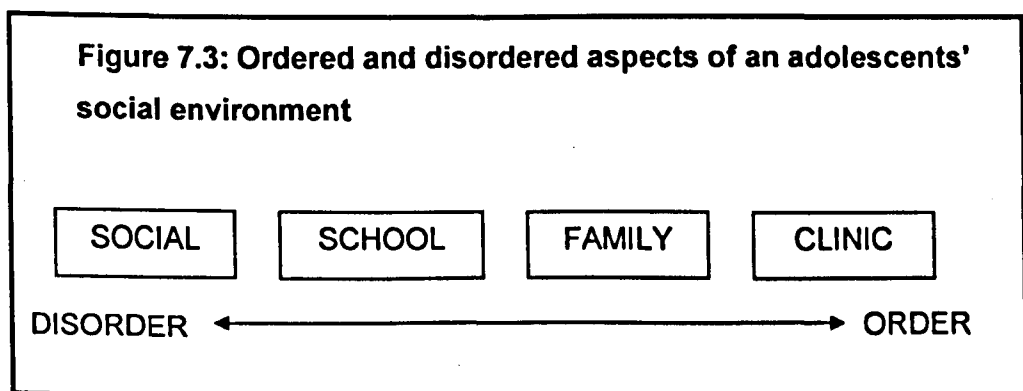 Figure 7.3: Ordered and disordered aspects of an adolescents'
social environment
SOCIAL SCHOOL FAMILY CLINIC
DISORDER ORDER